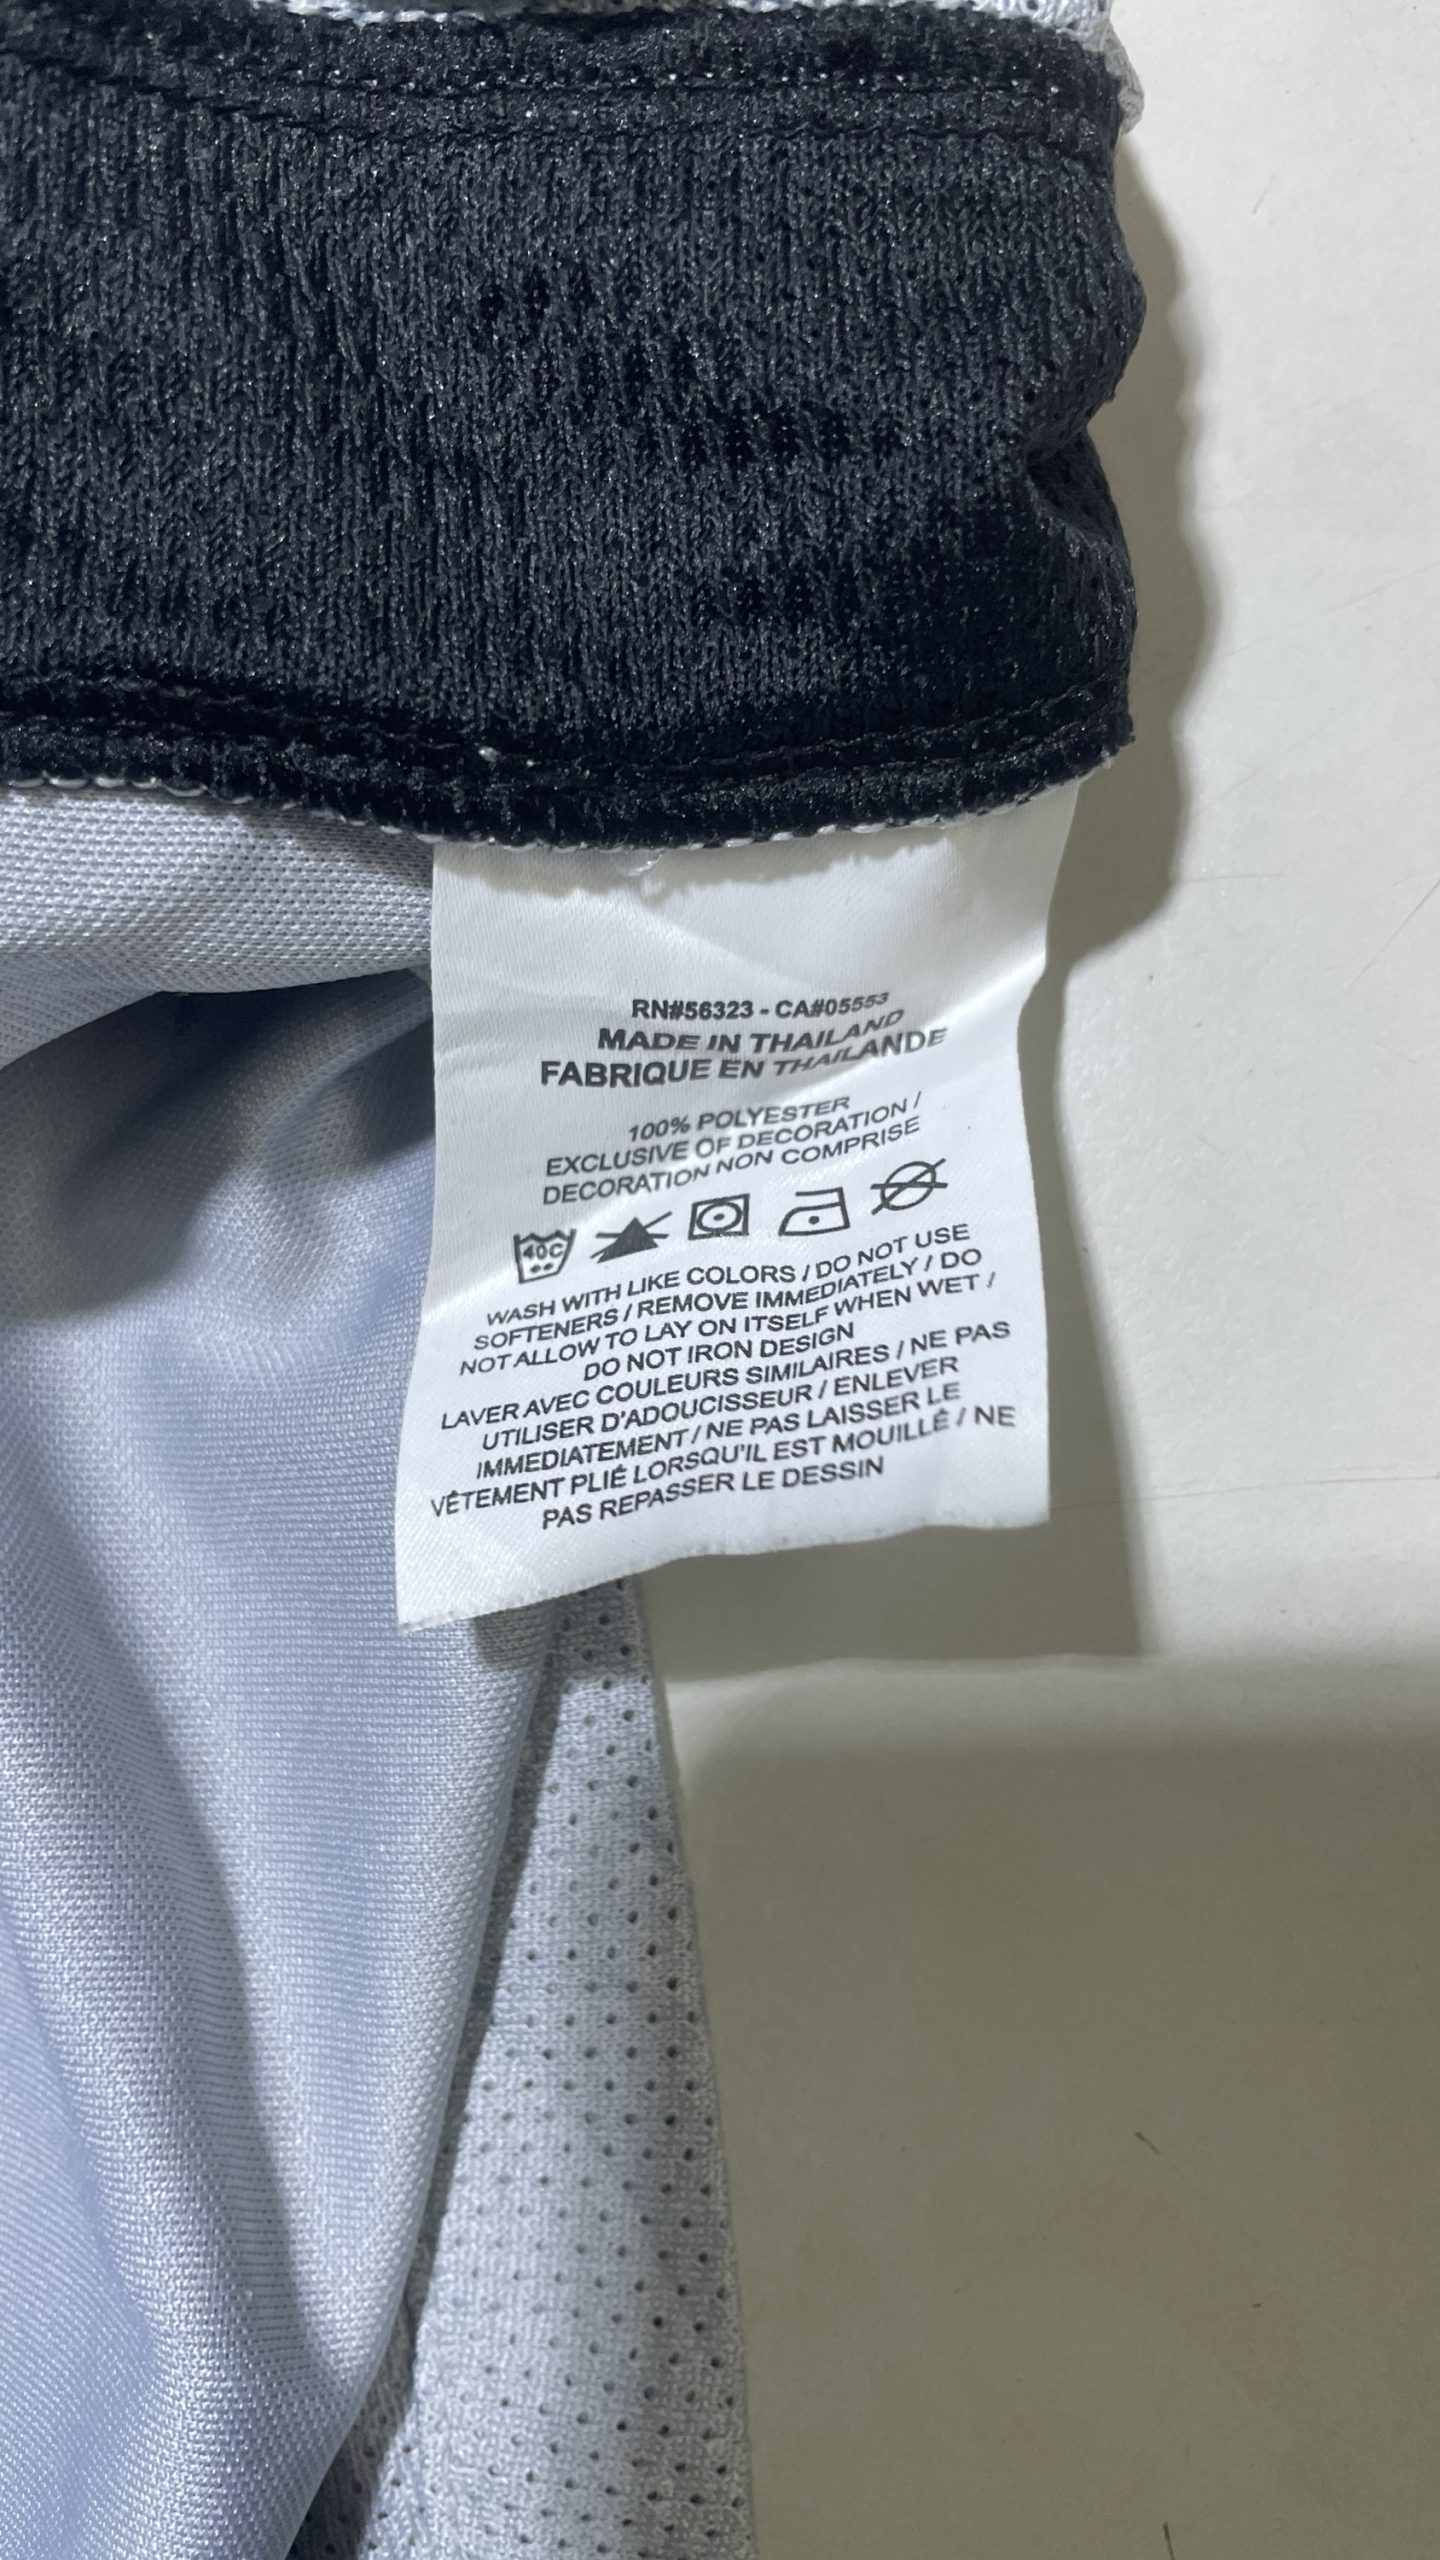 RN#56323 - CA#05553
MADE IN THAILAND
FABRIQUE EN THAILANDE
100% POLYESTER
EXCLUSIVE OF DECORATION /
DECORATION NON COMPRISE
40C
WASH WITH LIKE COLORS / DO NOT USE
SOFTENERS / REMOVE IMMEDIATELY / DO
NOT ALLOW TO LAY ON ITSELF WHEN WET /
DO NOT IRON DESIGN
LAVER AVEC COULEURS SIMILAIRES / NE PAS
UTILISER D'ADOUCISSEUR / ENLEVER
IMMEDIATEMENT / NE PAS LAISSER LE
VÊTEMENT PLIÉ LORSQU'IL EST MOUILLÉ / NE
PAS REPASSER LE DESSIN